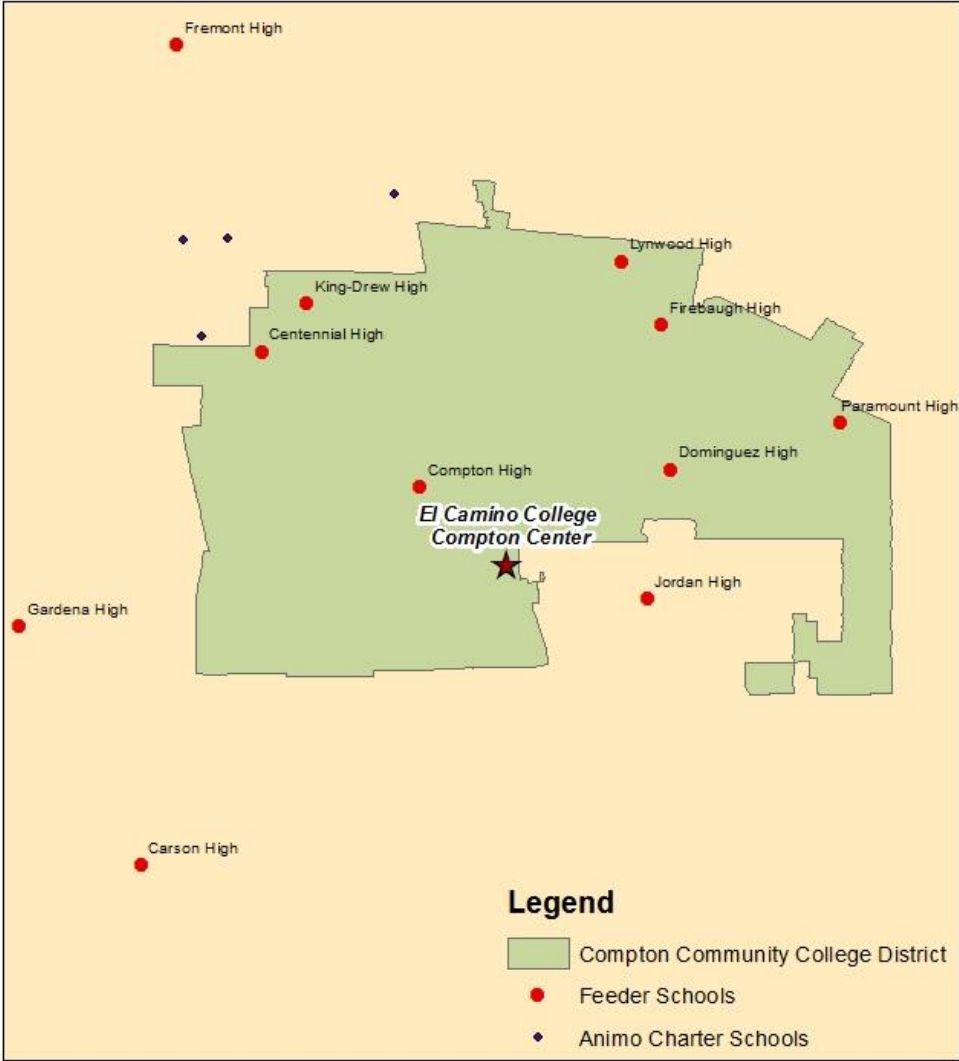 Fremont High
Lynwood High
King-Drew High
Firebaugh High
Centennial High
Paramount High
Dominguez High
Compton High
El Camino College
Compton Center
Jordan High
Gardena High
Carson High
Legend
Compton Community College District
Feeder Schools
Animo Charter Schools